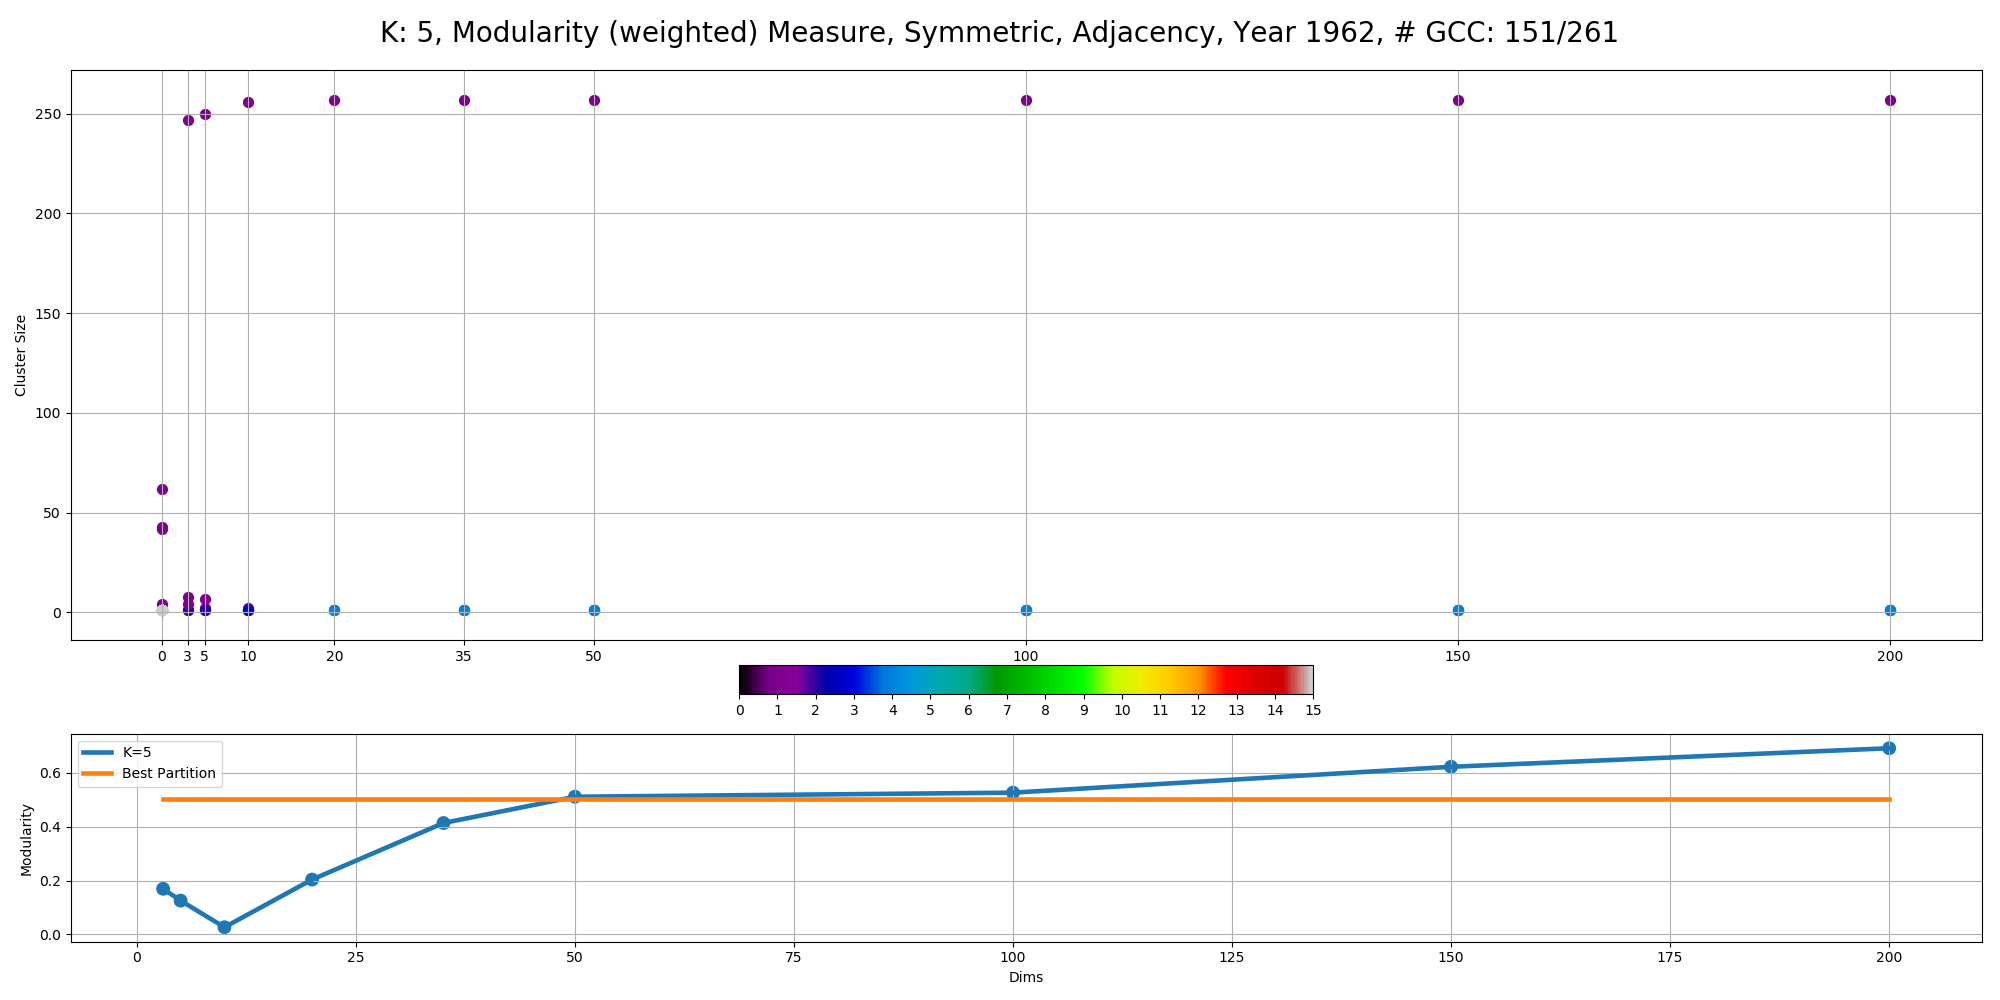 K: 5, Modularity (weighted) Measure, Symmetric, Adjacency, Year 1962, # GCC: 151/261
250
200
150
100
50
0
Cluster Size
0 3 5 10 20 35 50 100 150 200
0 1 2 3 4 5 6 7 8 9 10 11 12 13 14 15
K=5
Best Partition
0.6
0.4
0.2
0.0
Modularity
0 25 50 75 100 125 150 175 200
Dims